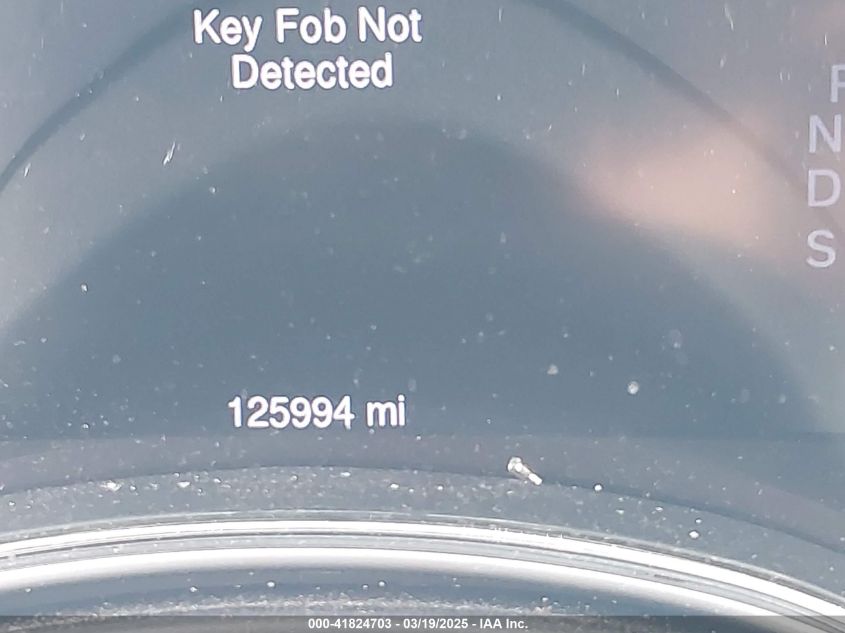 Key Fob Not
Detected
N
D
S
125994 mi
000-41824703 - 03/19/2025 - IAA Inc.